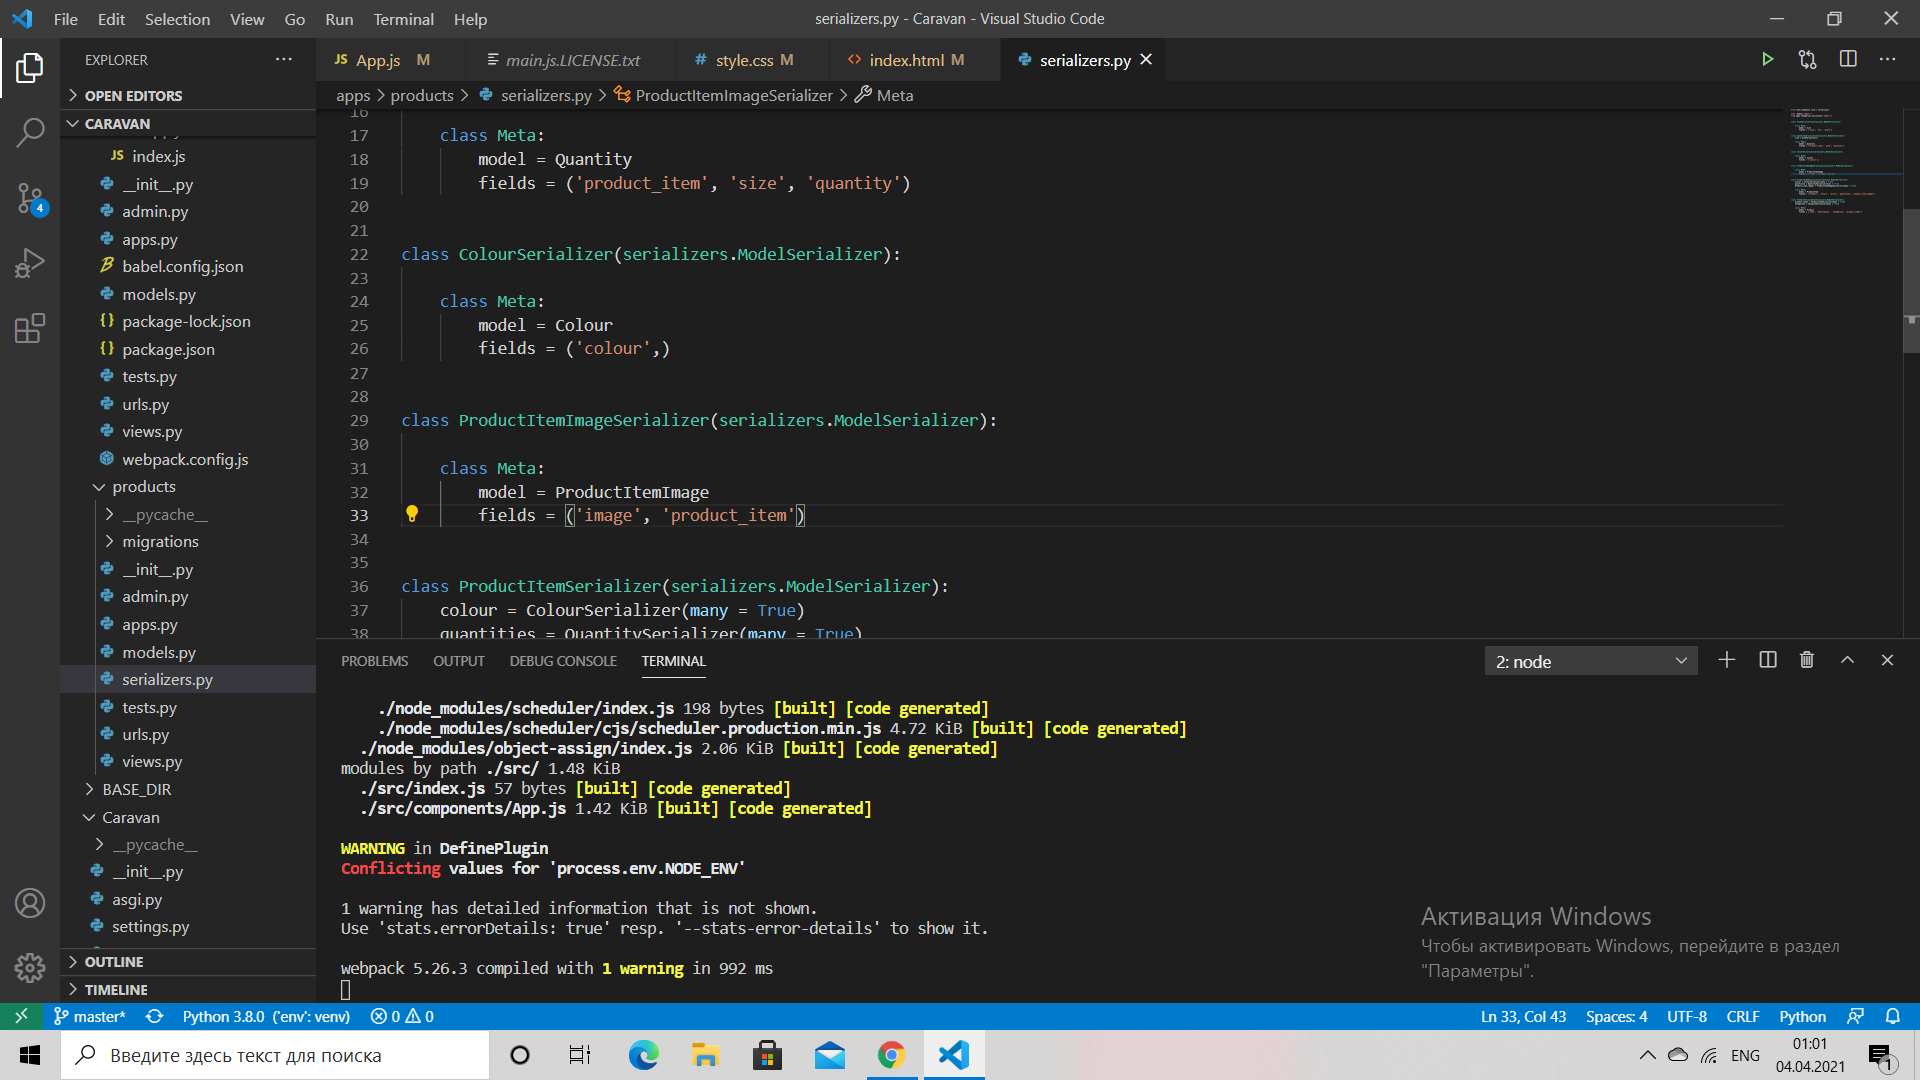 File Edit Selection View Go Run Terminal Help
serializers.py - Caravan - Visual Studio Code
EXPLORER
OPEN EDITORS
CARAVAN
index.js
__init__.py
admin.py
apps.py
babel.config.json
models.py
package-lock.json
package.json
tests.py
urls.py
views.py
webpack.config.js
products
__pycache__
migrations
__init__.py
admin.py
apps.py
models.py
serializers.py
tests.py
urls.py
views.py
BASE_DIR
Caravan
__pycache__
__init__.py
asgi.py
settings.py
OUTLINE
TIMELINE
4
JS App.js M main.js.LICENSE.txt # style.css M <> index.html M serializers.py
apps > products > serializers.py > ProductItemImageSerializer > Meta
16
17 class Meta:
18 model = Quantity
19 fields = ('product_item', 'size', 'quantity')
20
21
22 class ColourSerializer(serializers.ModelSerializer):
23
24 class Meta:
25 model = Colour
26 fields = ('colour',)
27
28
29 class ProductItemImageSerializer(serializers.ModelSerializer):
30
31 class Meta:
32 model = ProductItemImage
33 fields = ('image', 'product_item')
34
35
36 class ProductItemSerializer(serializers.ModelSerializer):
37 colour = ColourSerializer(many = True)
38 quantities = QuantitySerializer(many = True)
PROBLEMS OUTPUT DEBUG CONSOLE TERMINAL
2: node
./node_modules/scheduler/index.js 198 bytes [built] [code generated]
./node_modules/scheduler/cjs/scheduler.production.min.js 4.72 KiB [built] [code generated]
./node_modules/object-assign/index.js 2.06 KiB [built] [code generated]
modules by path ./src/ 1.48 KiB
./src/index.js 57 bytes [built] [code generated]
./src/components/App.js 1.42 KiB [built] [code generated]
WARNING in DefinePlugin
Conflicting values for 'process.env.NODE_ENV'
1 warning has detailed information that is not shown.
Use 'stats.errorDetails: true' resp. '--stats-error-details' to show it.
webpack 5.26.3 compiled with 1 warning in 992 ms
Активация Windows
Чтобы активировать Windows, перейдите в раздел
"Параметры".
master* Python 3.8.0 ('env': venv) 0 0
Ln 33, Col 43 Spaces: 4 UTF-8 CRLF Python
Введите здесь текст для поиска
ENG
01:01
04.04.2021
1